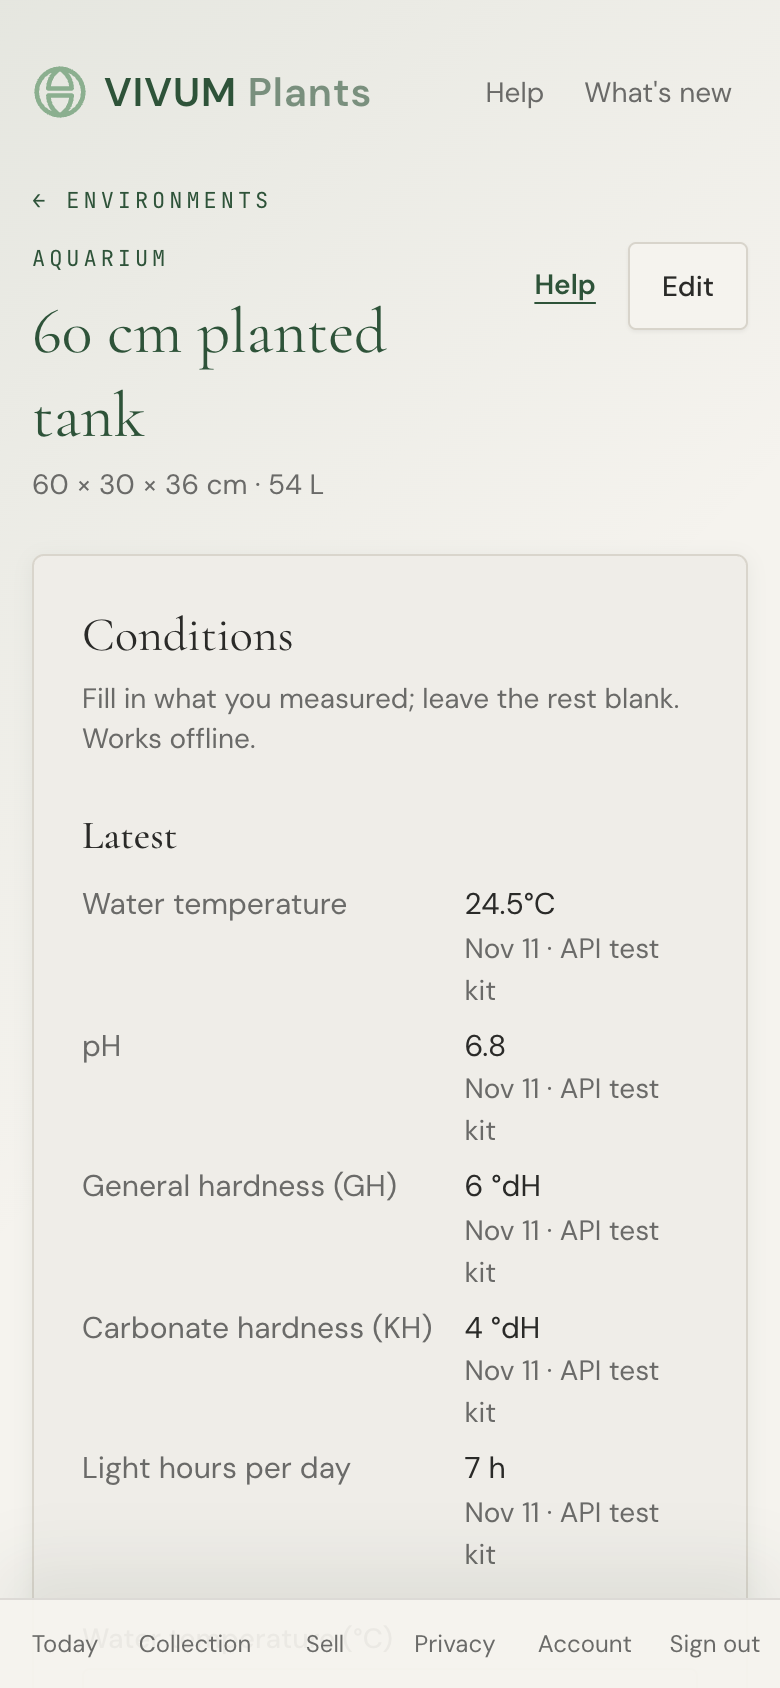 VIVUM Plants
Help What's new
← ENVIRONMENTS
AQUARIUM
Help Edit
60 cm planted
tank
60 × 30 × 36 cm · 54 L
Conditions
Fill in what you measured; leave the rest blank.
Works offline.
Latest
Water temperature 24.5°C
Nov 11 · API test
kit
pH 6.8
Nov 11 · API test
kit
General hardness (GH) 6 °dH
Nov 11 · API test
kit
Carbonate hardness (KH) 4 °dH
Nov 11 · API test
kit
Light hours per day 7 h
Nov 11 · API test
kit
Water temperature (°C)
Today Collection Sell Privacy Account Sign out